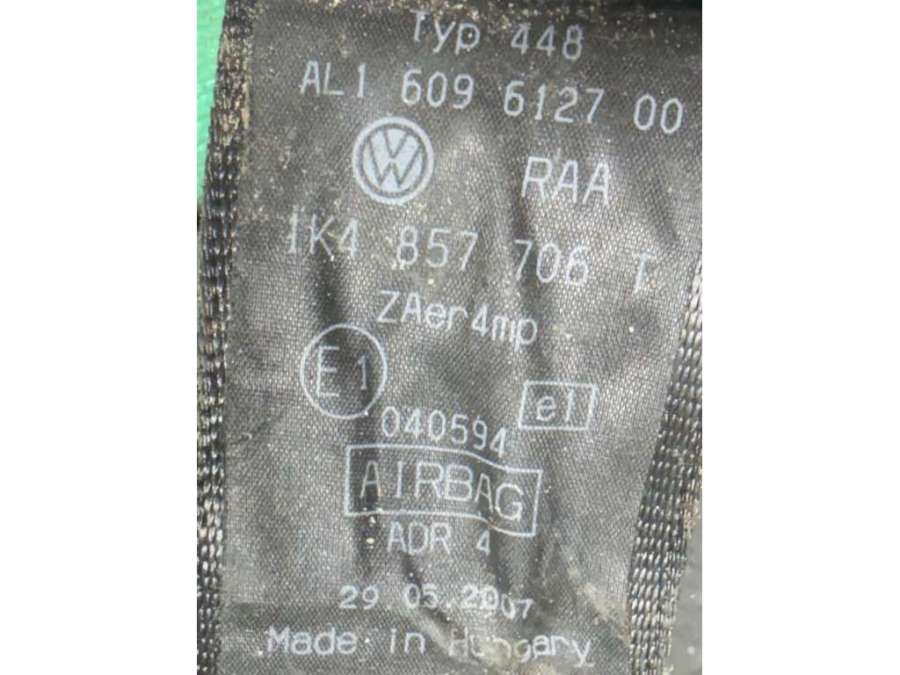 Typ 448
AL1 609 6127 00
RAA
1K4 857 706 T
ZAer4mp
E1
e1
040594
AIRBAG
ADR 4
29.05.2007
Made in Hungary